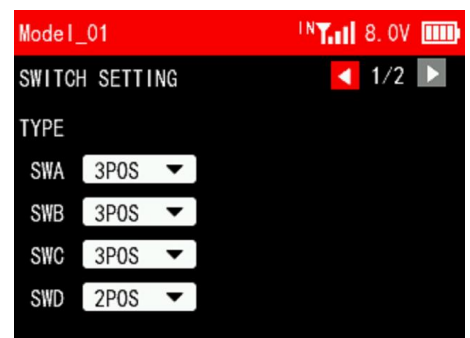 Model_01 IN 8.0V
SWITCH SETTING 1/2
TYPE
SWA 3POS
SWB 3POS
SWC 3POS
SWD 2POS